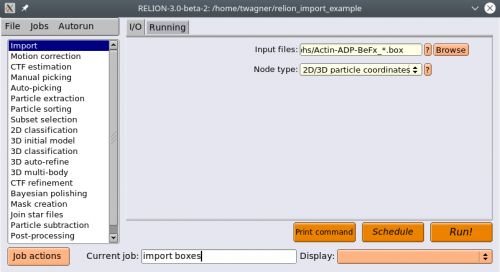 RELION-3.0-beta-2: /home/twagner/relion_import_example
File Jobs Autorun
I/O Running
Import
Motion correction
CTF estimation
Manual picking
Auto-picking
Particle extraction
Particle sorting
Subset selection
2D classification
3D initial model
3D classification
3D auto-refine
3D multi-body
CTF refinement
Bayesian polishing
Mask creation
Join star files
Particle subtraction
Post-processing
Input files: hs/Actin-ADP-BeFx_*.box ? Browse
Node type: 2D/3D particle coordinates ?
Print command Schedule Run!
Job actions Current job: import boxes Display: